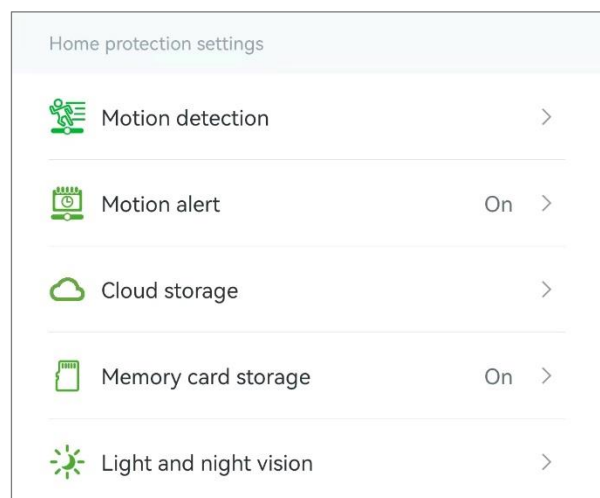 Home protection settings
Motion detection
Motion alert On
Cloud storage
Memory card storage On
Light and night vision